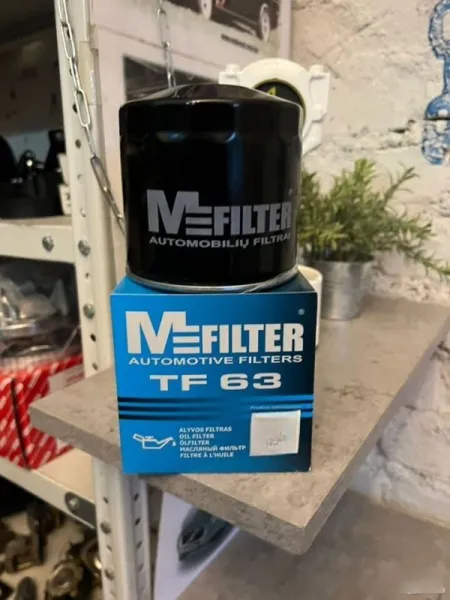 MFILTER®
AUTOMOBILIŲ FILTRAI
MFILTER®
AUTOMOTIVE FILTERS
TF 63
ALYVOS FILTRAS
OIL FILTER
ÖLFILTER
МАСЛЯНЫЙ ФИЛЬТР
FILTRE À L'HUILE